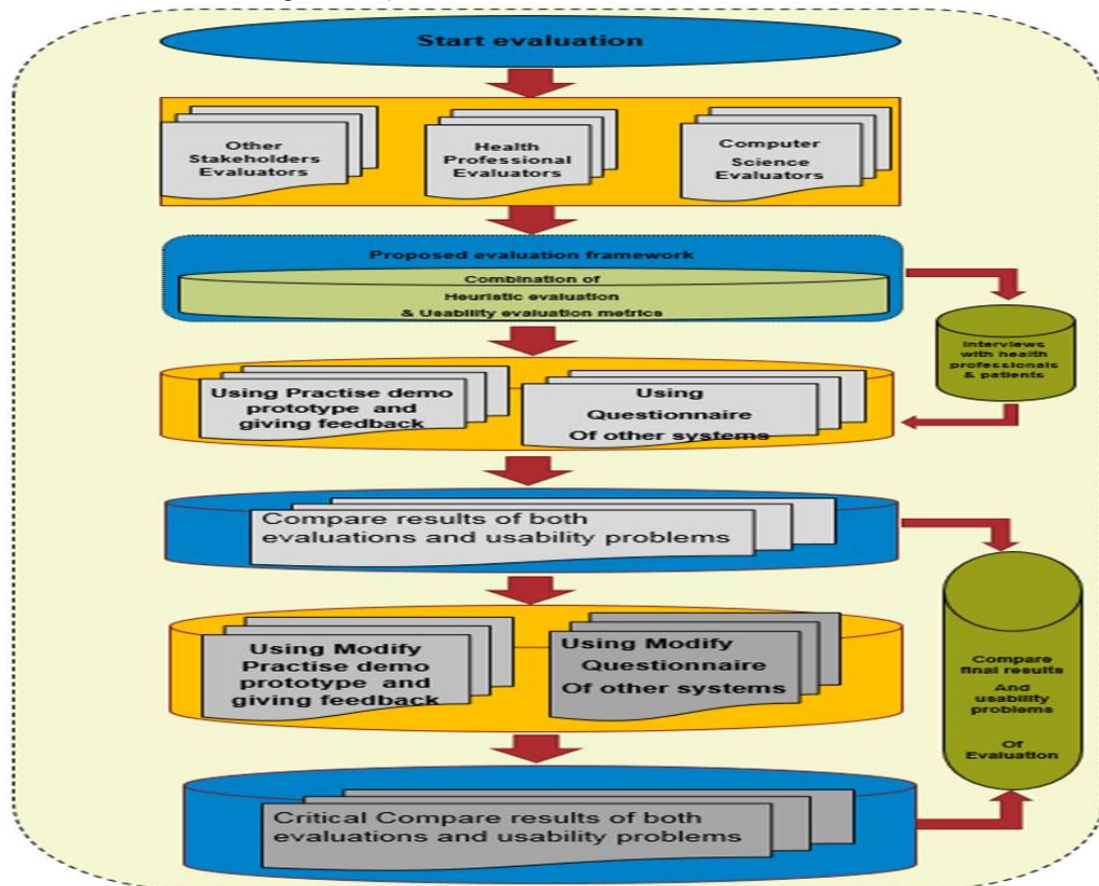 Start evaluation
Other
Stakeholders
Evaluators
Health
Professional
Evaluators
Computer
Science
Evaluators
Proposed evaluation framework
Combination of
Heuristic evaluation
& Usability evaluation metrics
Interviews
with health
professionals
& patients
Using Practise demo
prototype and
giving feedback
Using
Questionnaire
Of other systems
Compare results of both
evaluations and usability problems
Using Modify
Practise demo
prototype and
giving feedback
Using Modify
Questionnaire
Of other systems
Compare
final results
And
usability
problems
Of
Evaluation
Critical Compare results of both
evaluations and usability problems